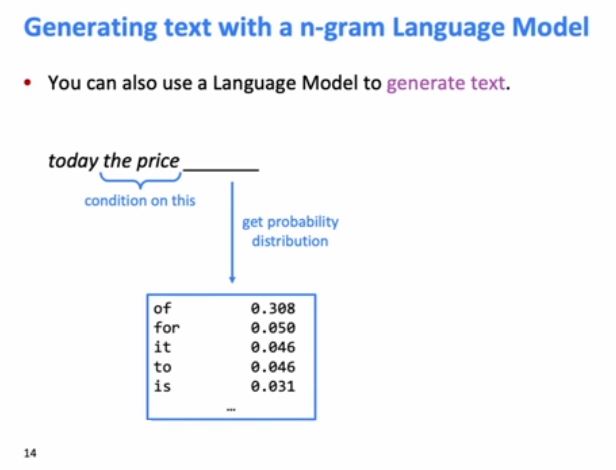 Generating text with a n-gram Language Model
• You can also use a Language Model to generate text.
today the price ______
condition on this
get probability
distribution
of 0.308
for 0.050
it 0.046
to 0.046
is 0.031
…
14